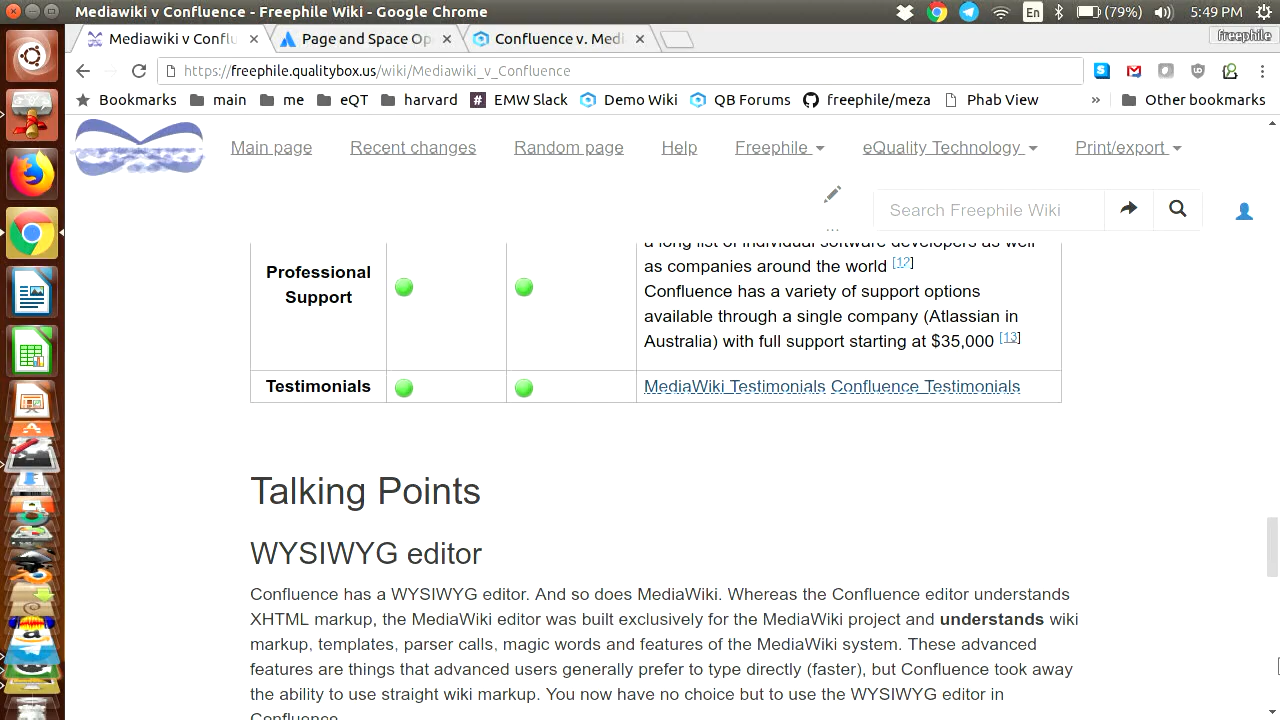 Mediawiki v Confluence - Freephile Wiki - Google Chrome
En
(79%)
5:49 PM
Mediawiki v Conflu
Page and Space Op
Confluence v. Medi
freephile
https://freephile.qualitybox.us/wiki/Mediawiki_v_Confluence
Bookmarks main me eQT harvard EMW Slack Demo Wiki QB Forums freephile/meza Phab View » Other bookmarks
Main page Recent changes Random page Help Freephile eQuality Technology Print/export
...
Search Freephile Wiki
a long list of individual software developers as well
as companies around the world [12]
Professional
Support
Confluence has a variety of support options
available through a single company (Atlassian in
Australia) with full support starting at $35,000 [13]
Testimonials
MediaWiki Testimonials Confluence Testimonials
Talking Points
WYSIWYG editor
Confluence has a WYSIWYG editor. And so does MediaWiki. Whereas the Confluence editor understands
XHTML markup, the MediaWiki editor was built exclusively for the MediaWiki project and understands wiki
markup, templates, parser calls, magic words and features of the MediaWiki system. These advanced
features are things that advanced users generally prefer to type directly (faster), but Confluence took away
the ability to use straight wiki markup. You now have no choice but to use the WYSIWYG editor in
Confluence.